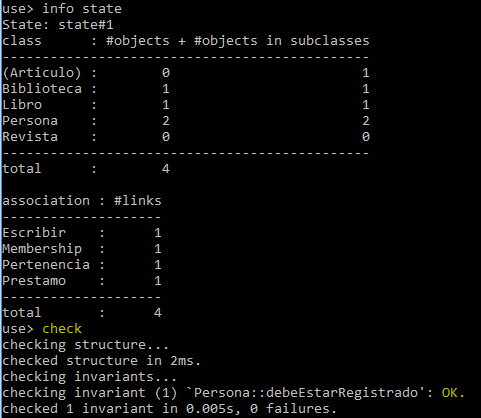 use> info state
State: state#1
class      : #objects + #objects in subclasses
---------------------------------------------
(Articulo) :        0                       1
Biblioteca :        1                       1
Libro      :        1                       1
Persona    :        2                       2
Revista    :        0                       0
---------------------------------------------
total      :        4

association : #links
--------------------
Escribir    :      1
Membership  :      1
Pertenencia :      1
Prestamo    :      1
--------------------
total       :      4
use> check
checking structure...
checked structure in 2ms.
checking invariants...
checking invariant (1) `Persona::debeEstarRegistrado': OK.
checked 1 invariant in 0.005s, 0 failures.